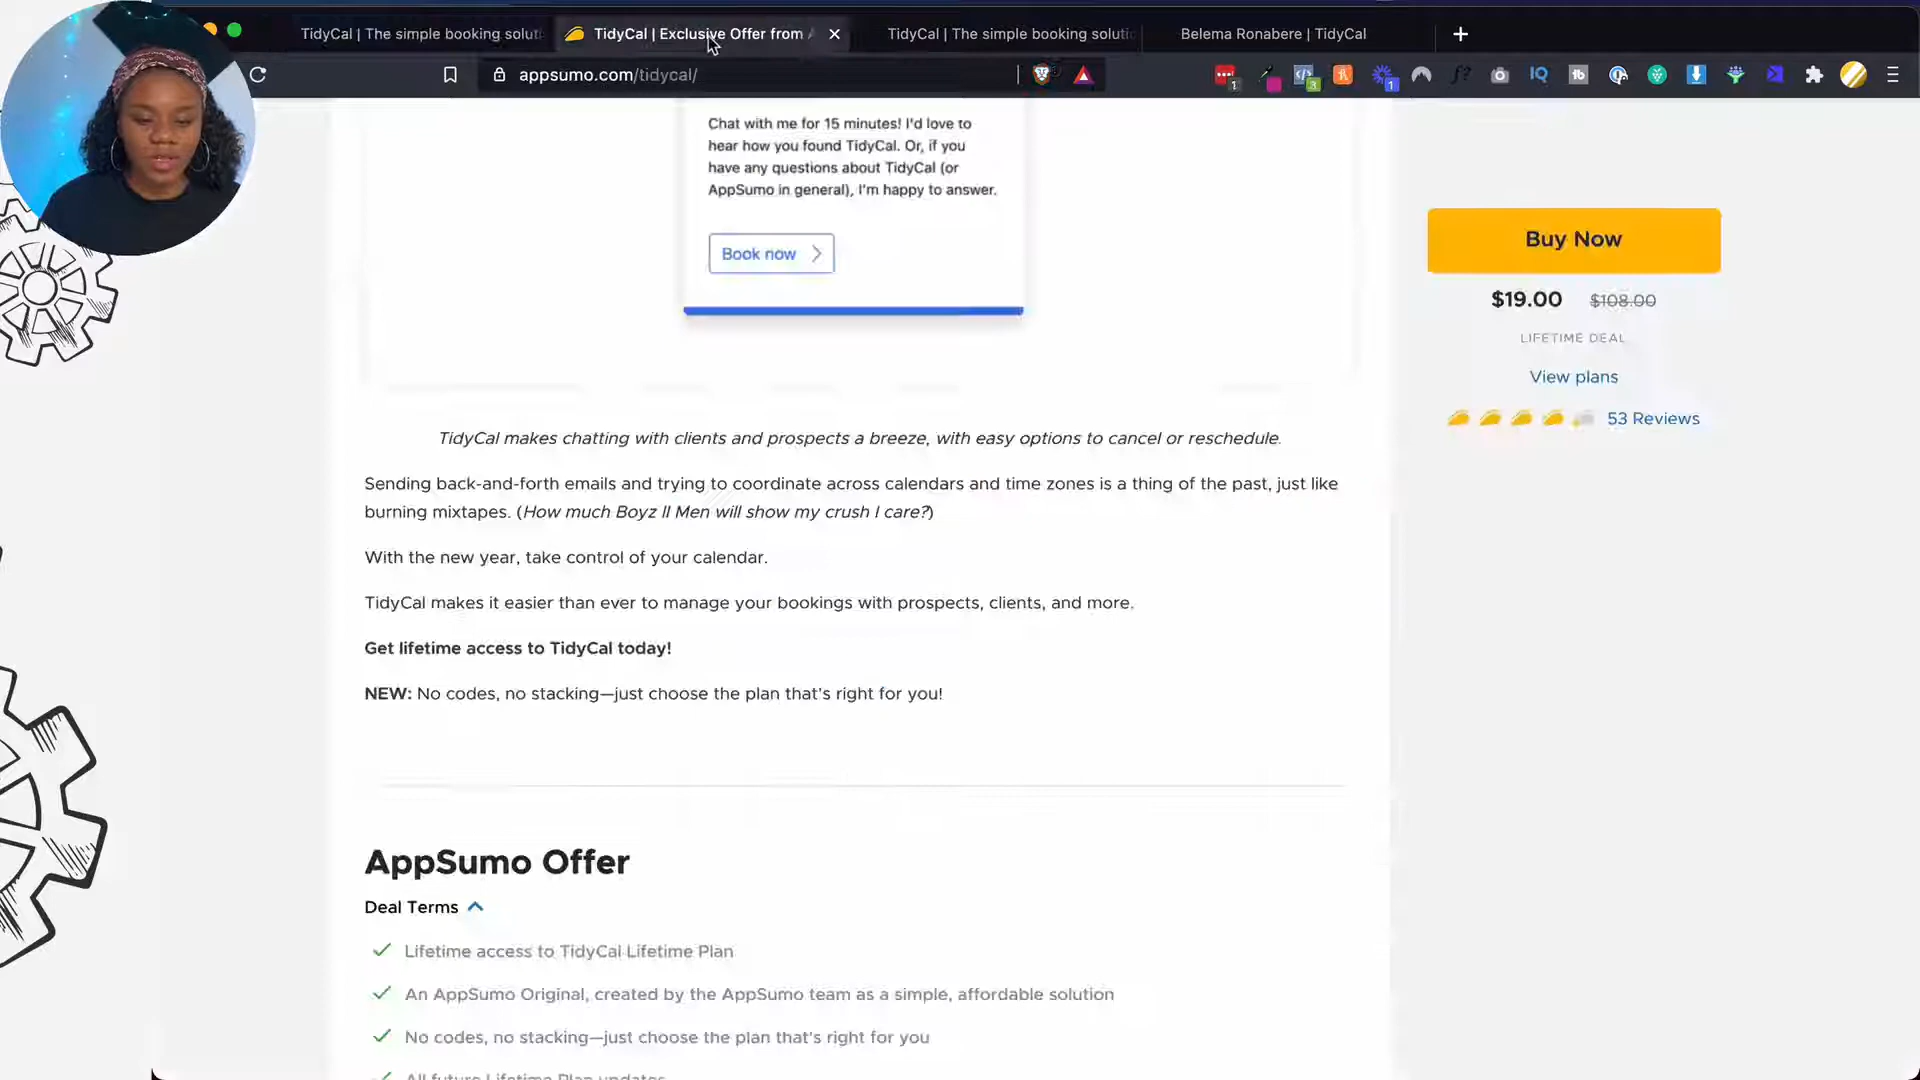 TidyCal | The simple booking soluti
TidyCal | Exclusive Offer from A
TidyCal | The simple booking solutic
Belema Ronabere | TidyCal
appsumo.com/tidycal/
Chat with me for 15 minutes! I'd love to
hear how you found TidyCal. Or, if you
have any questions about TidyCal (or
AppSumo in general), I'm happy to answer.
Book now
Buy Now
$19.00 $108.00
LIFETIME DEAL
View plans
53 Reviews
TidyCal makes chatting with clients and prospects a breeze, with easy options to cancel or reschedule.
Sending back-and-forth emails and trying to coordinate across calendars and time zones is a thing of the past, just like
burning mixtapes. (How much Boyz II Men will show my crush I care?)
With the new year, take control of your calendar.
TidyCal makes it easier than ever to manage your bookings with prospects, clients, and more.
Get lifetime access to TidyCal today!
NEW: No codes, no stacking—just choose the plan that's right for you!
AppSumo Offer
Deal Terms
Lifetime access to TidyCal Lifetime Plan
An AppSumo Original, created by the AppSumo team as a simple, affordable solution
No codes, no stacking—just choose the plan that's right for you
All future Lifetime Plan updates